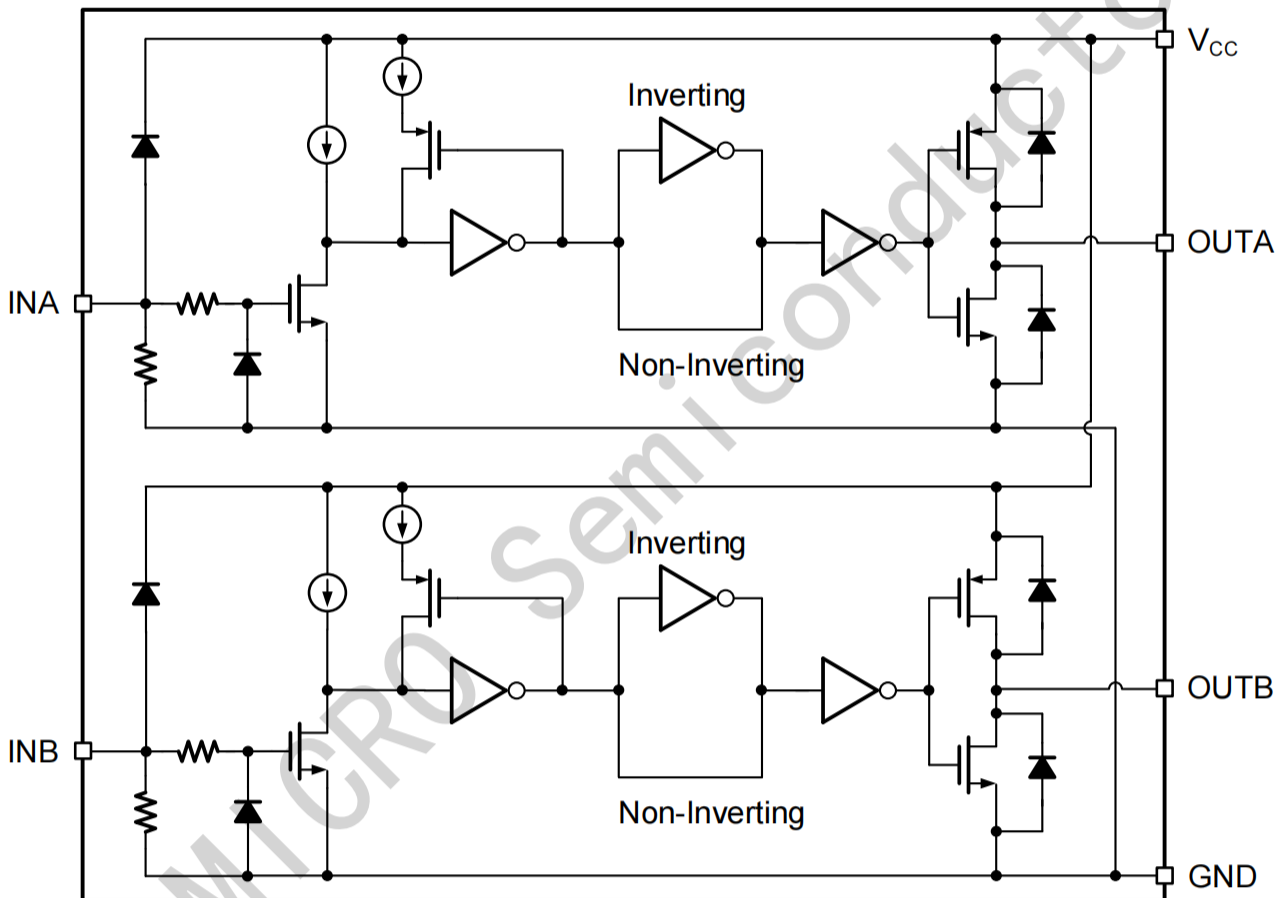 VCC
Inverting
OUTA
INA
Non-Inverting
Inverting
OUTB
INB
Non-Inverting
GND
MiCRO Semiconducto